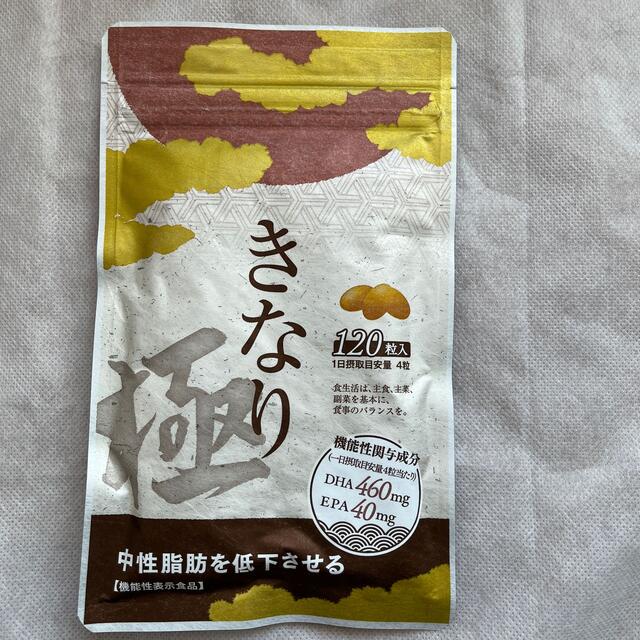 きなり
極
120粒入
1日摂取目安量 4粒
食生活は、主食、主菜、
副菜を基本に、
食事のバランスを。
機能性関与成分
(一日摂取目安量4粒当たり)
DHA460mg
EPA40mg
中性脂肪を低下させる
【機能性表示食品】